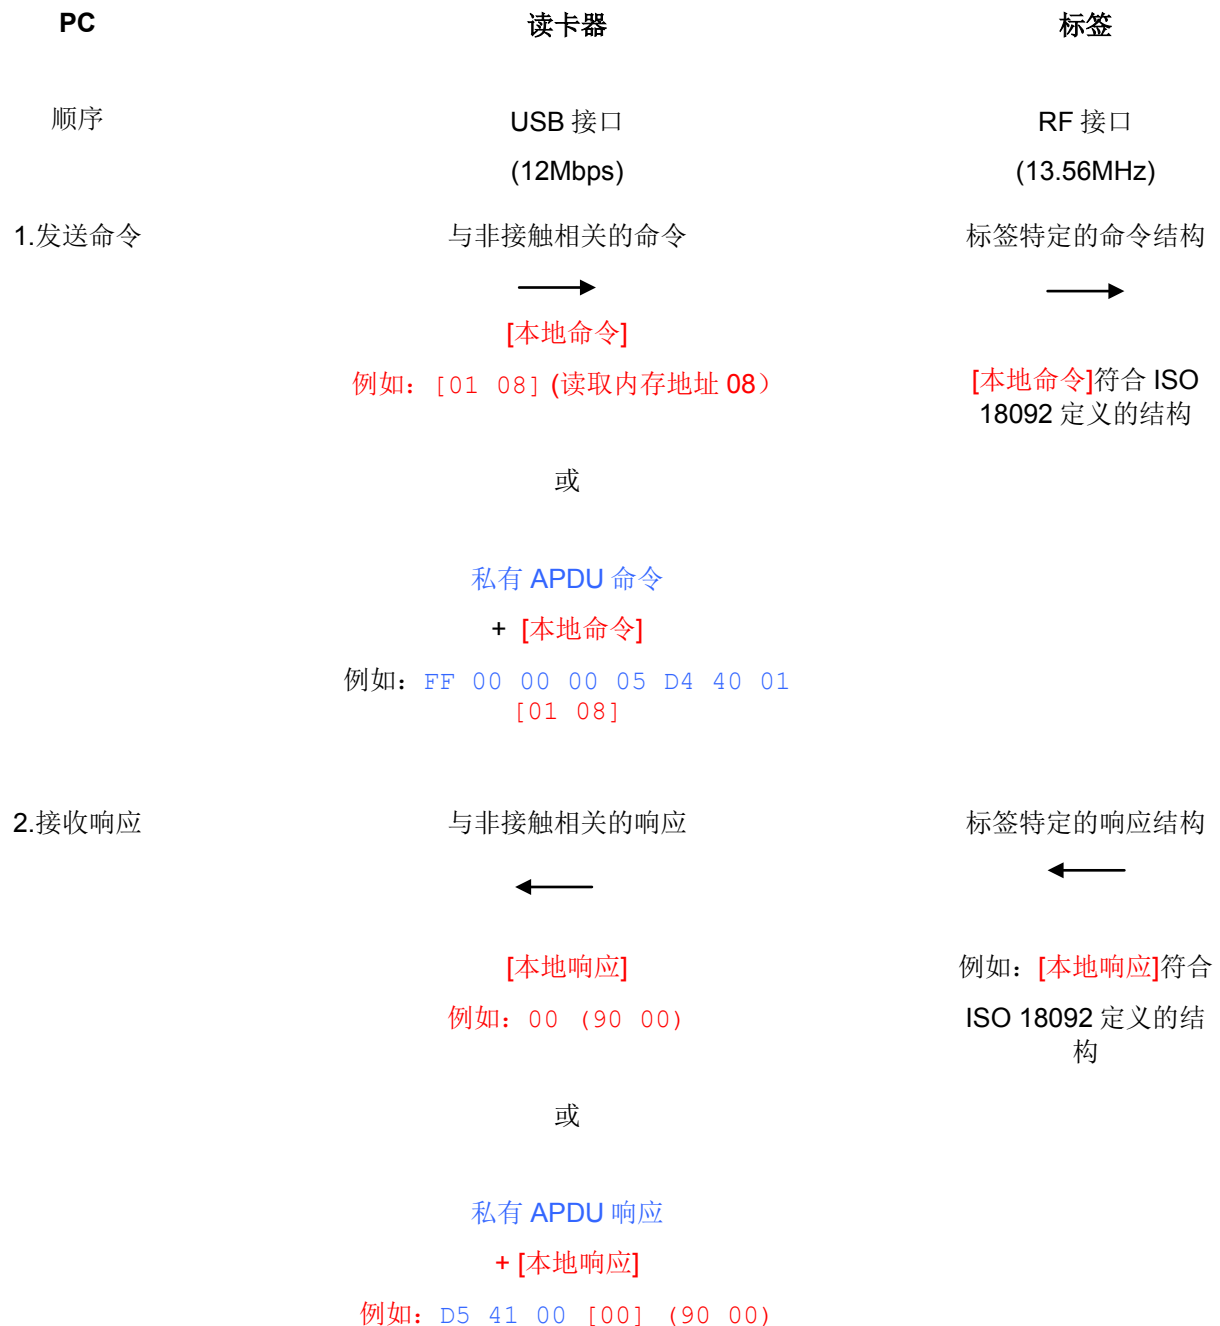 PC 读卡器 标签
顺序 USB 接口 RF 接口
(12Mbps) (13.56MHz)
1.发送命令 与非接触相关的命令 标签特定的命令结构
[本地命令]
例如：[01 08] (读取内存地址 08） [本地命令]符合 ISO
18092 定义的结构
或
私有 APDU 命令
+ [本地命令]
例如：FF 00 00 00 05 D4 40 01
[01 08]
2.接收响应 与非接触相关的响应 标签特定的响应结构
[本地响应] 例如：[本地响应]符合
例如：00 (90 00) ISO 18092 定义的结
构
或
私有 APDU 响应
+ [本地响应]
例如：D5 41 00 [00] (90 00)